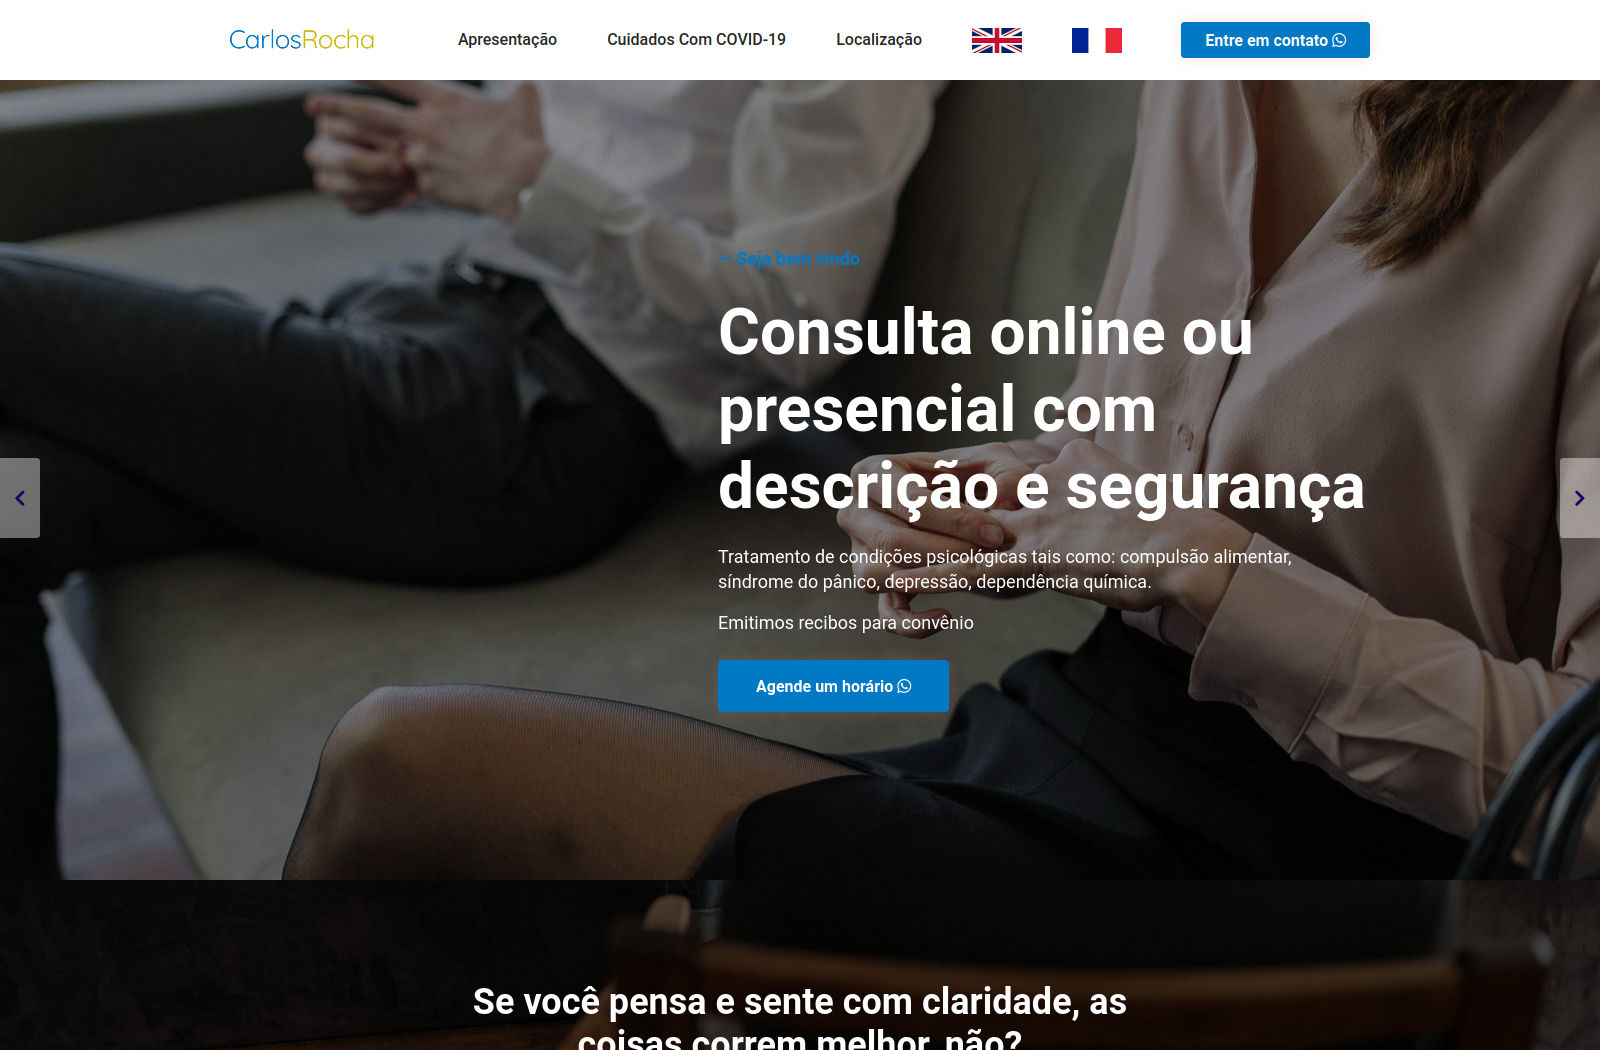 CarlosRocha
Apresentação
Cuidados Com COVID-19
Localização
Entre em contato
— Seja bem vindo
Consulta online ou
presencial com
descrição e segurança
Tratamento de condições psicológicas tais como: compulsão alimentar,
síndrome do pânico, depressão, dependência química.
Emitimos recibos para convênio
Agende um horário
Se você pensa e sente com claridade, as
coisas correm melhor, não?